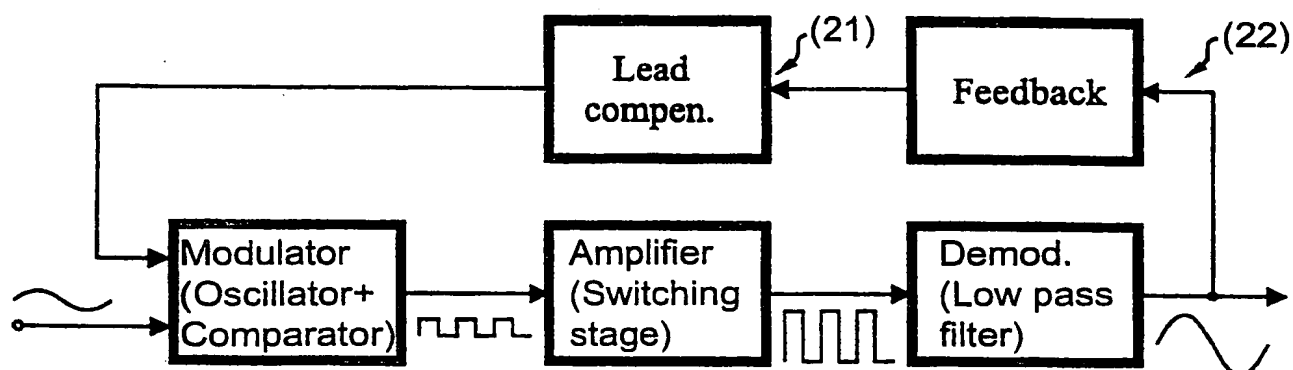 (21)
(22)
Lead
compen.
Feedback
Modulator
(Oscillator+
Comparator)
Amplifier
(Switching
stage)
Demod.
(Low pass
filter)